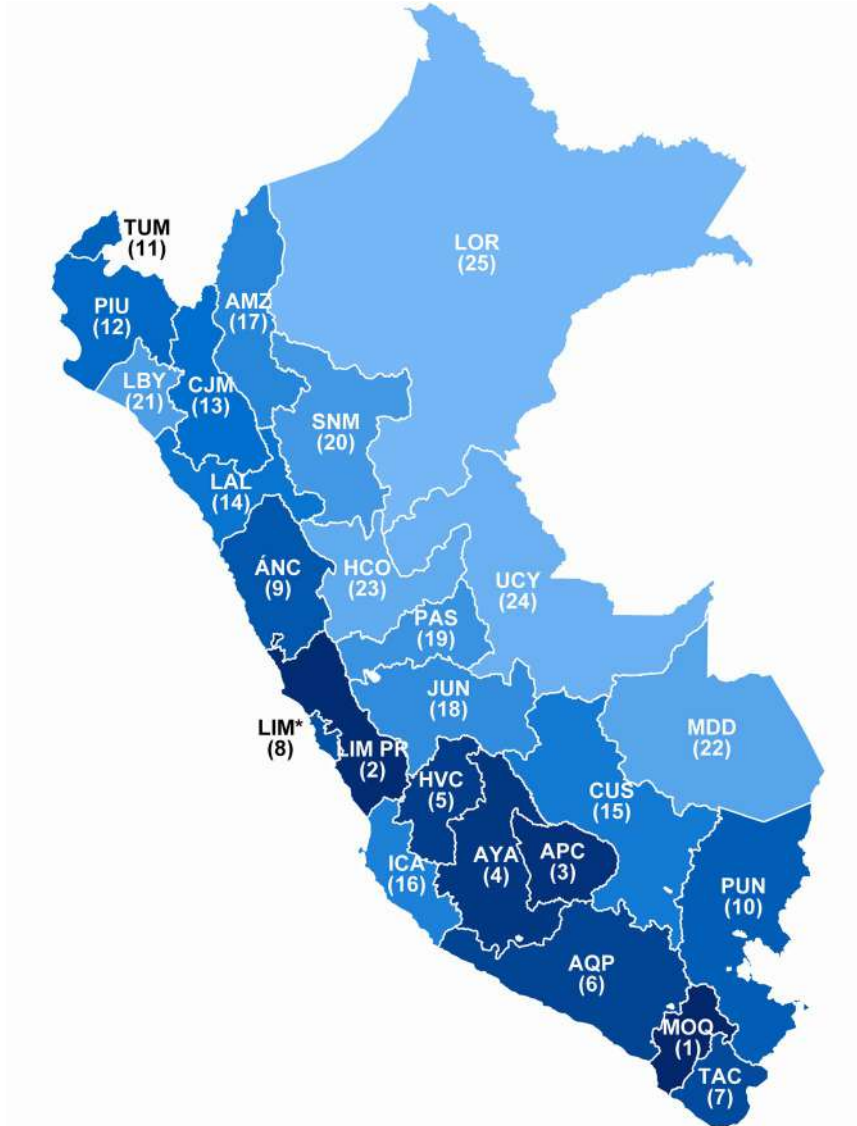 TUM
(11)
LOR
(25)
PIU
(12)
AMZ
(17)
LBY
(21)
CJM
(13)
SNM
(20)
LAL
(14)
ÁNC
(9)
HCO
(23)
UCY
(24)
PAS
(19)
JUN
(18)
LIM*
(8)
LIM PR
(2)
MDD
(22)
HVC
(5)
CUS
(15)
ICA
(16)
AYA
(4)
APC
(3)
PUN
(10)
AQP
(6)
MOQ
(1)
TAC
(7)